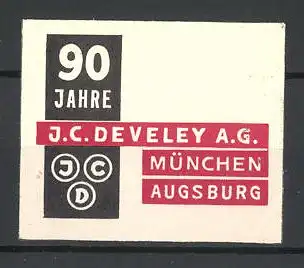 90
JAHRE
J.C. DEVELEY A.G.
J C
D
MÜNCHEN
AUGSBURG